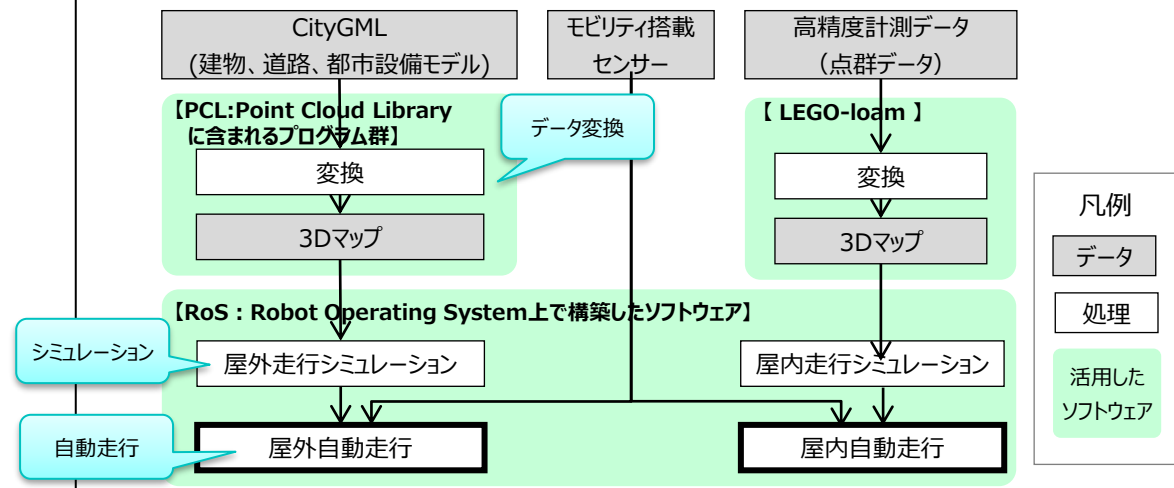 CityGML
(建物、道路、都市設備モデル)
モビリティ搭載
センサー
高精度計測データ
（点群データ）
【PCL:Point Cloud Library
に含まれるプログラム群】
データ変換
【 LEGO-loam 】
変換
変換
3Dマップ
3Dマップ
【RoS：Robot Operating System上で構築したソフトウェア】
シミュレーション
屋外走行シミュレーション
屋内走行シミュレーション
自動走行
屋外自動走行
屋内自動走行
凡例
データ
処理
活用した
ソフトウェア